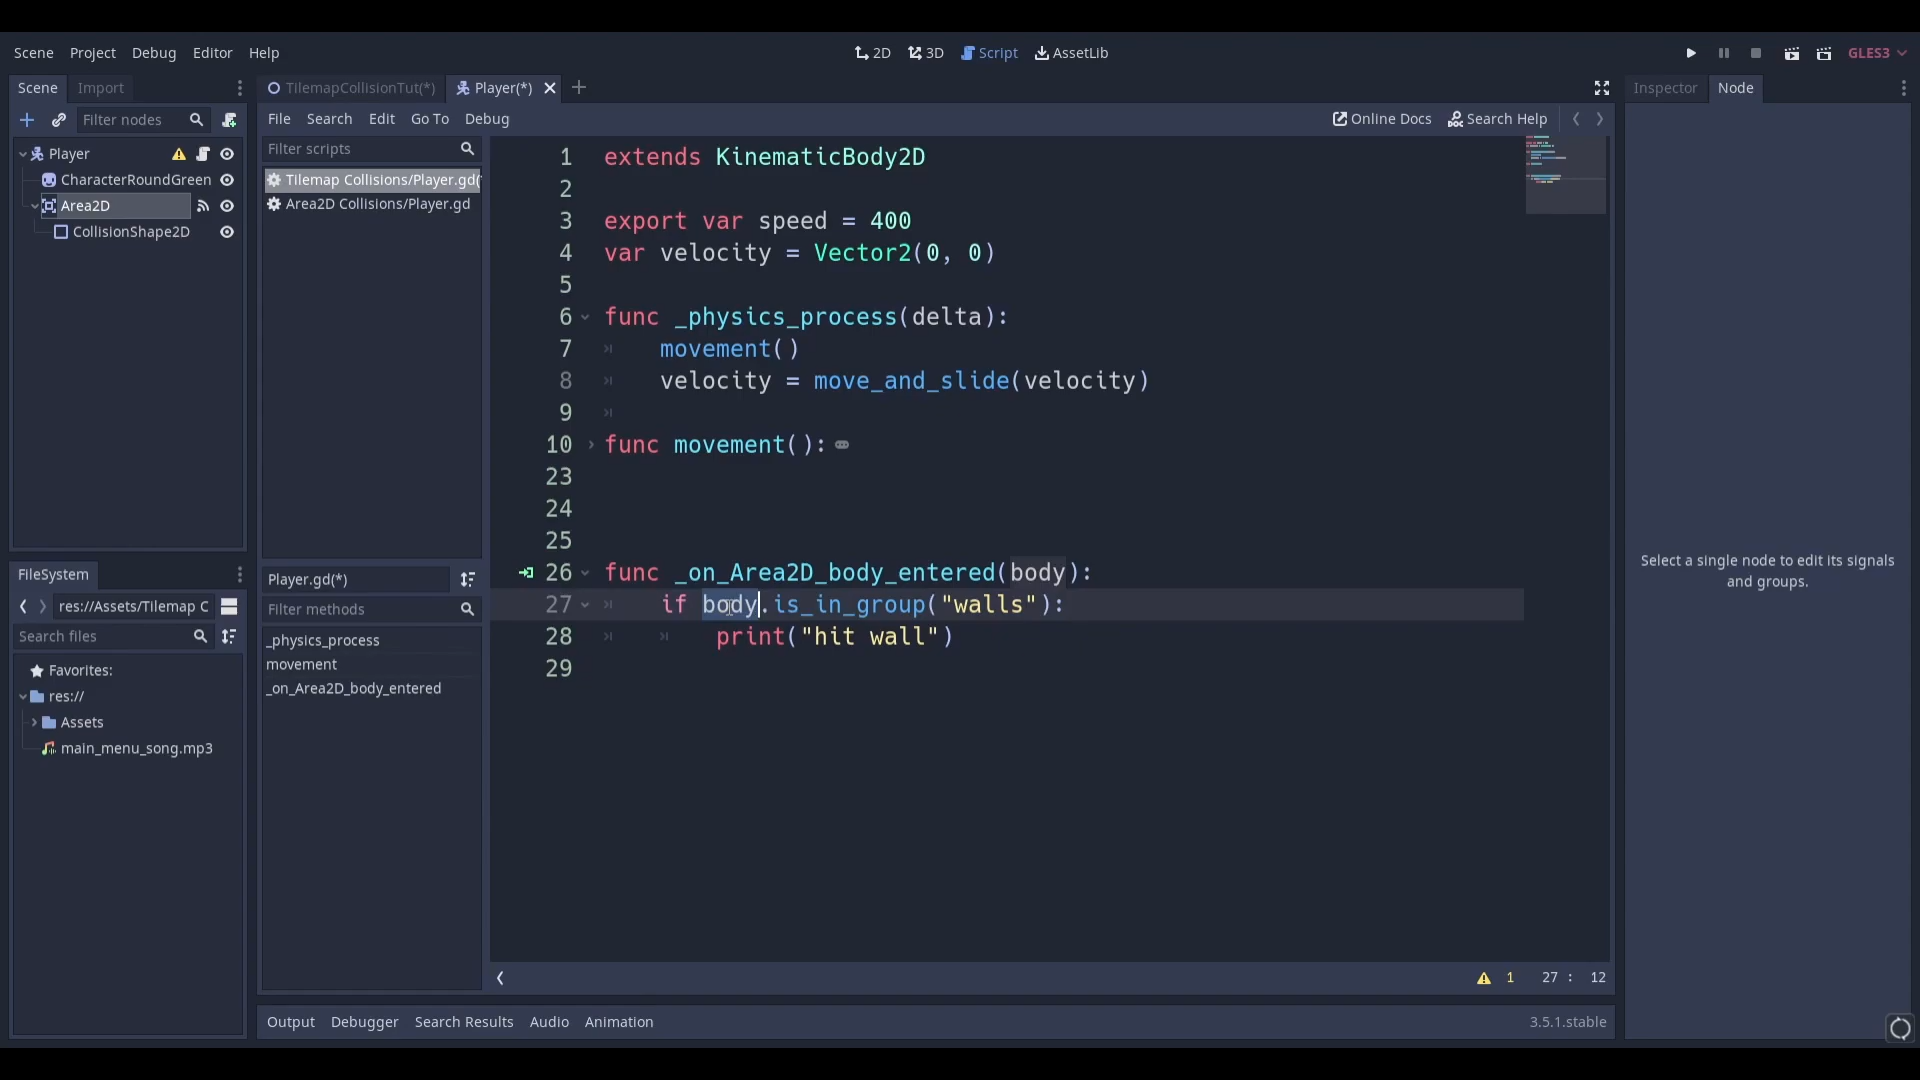 Scene Project Debug Editor Help 2D 3D Script AssetLib GLES3
Scene Import
Filter nodes
Player
CharacterRoundGreen
Area2D
CollisionShape2D
TilemapCollisionTut(*) Player(*)
File Search Edit Go To Debug Online Docs Search Help
Filter scripts
Tilemap Collisions/Player.gd(
Area2D Collisions/Player.gd
Player.gd(*)
Filter methods
_physics_process
movement
_on_Area2D_body_entered
1 extends KinematicBody2D
2
3 export var speed = 400
4 var velocity = Vector2(0, 0)
5
6 func _physics_process(delta):
7 movement()
8 velocity = move_and_slide(velocity)
9
10 func movement():
23
24
25
26 func _on_Area2D_body_entered(body):
27 if body.is_in_group("walls"):
28 print("hit wall")
29
1 27 : 12
FileSystem
res://Assets/Tilemap C
Search files
Favorites:
res://
Assets
main_menu_song.mp3
Output Debugger Search Results Audio Animation 3.5.1.stable
Inspector Node
Select a single node to edit its signals
and groups.